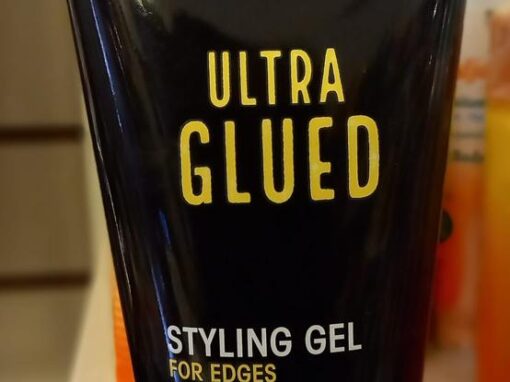 ULTRA
GLUED
STYLING GEL
FOR EDGES